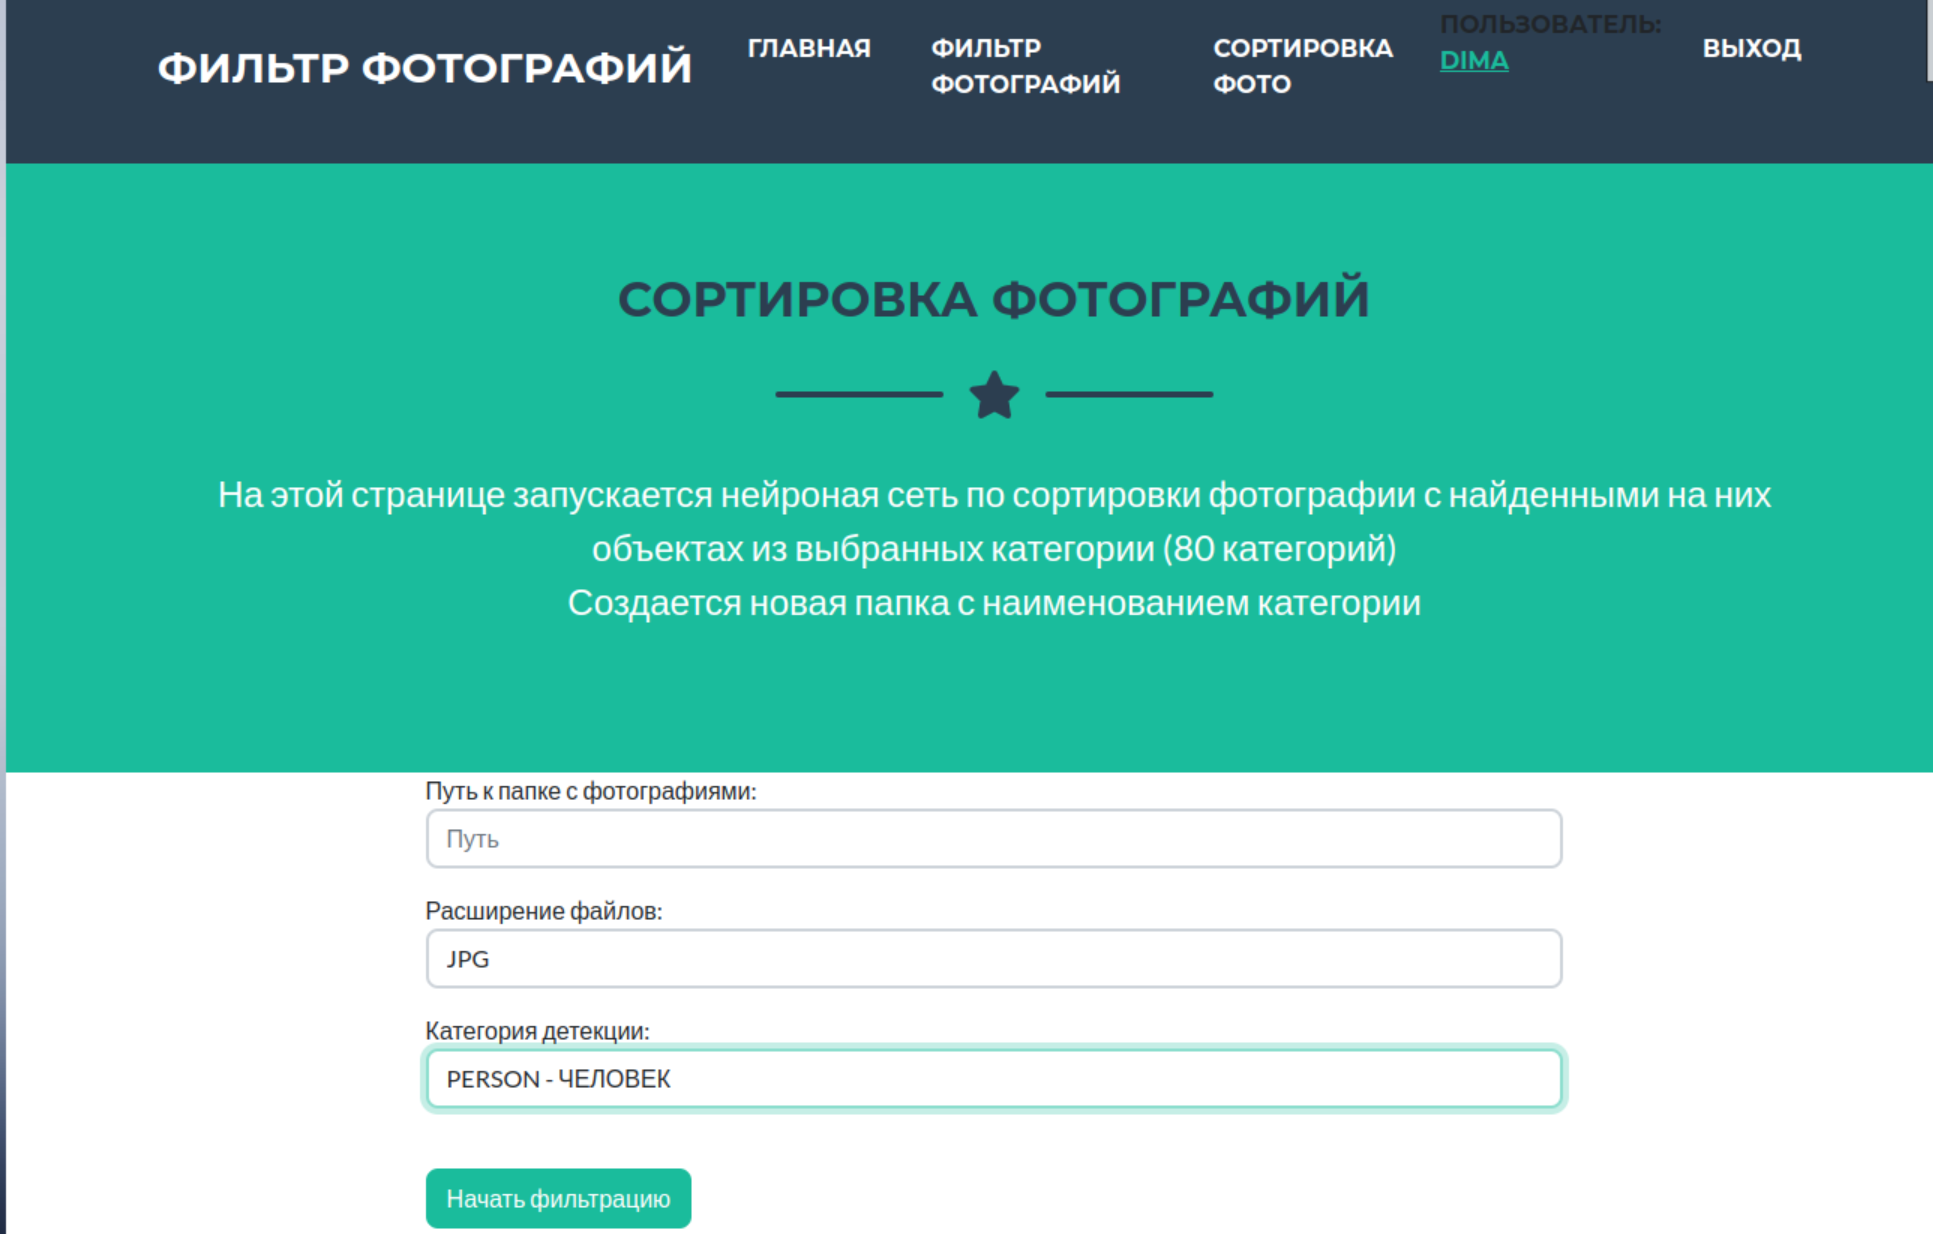 ФИЛЬТР ФОТОГРАФИЙ
ГЛАВНАЯ
ФИЛЬТР
ФОТОГРАФИЙ
СОРТИРОВКА
ФОТО
ПОЛЬЗОВАТЕЛЬ:
DIMA
ВЫХОД
СОРТИРОВКА ФОТОГРАФИЙ
На этой странице запускается нейроная сеть по сортировки фотографии с найденными на них
объектах из выбранных категории (80 категорий)
Создается новая папка с наименованием категории
Путь к папке с фотографиями:
Путь
Расширение файлов:
JPG
Категория детекции:
PERSON - ЧЕЛОВЕК
Начать фильтрацию